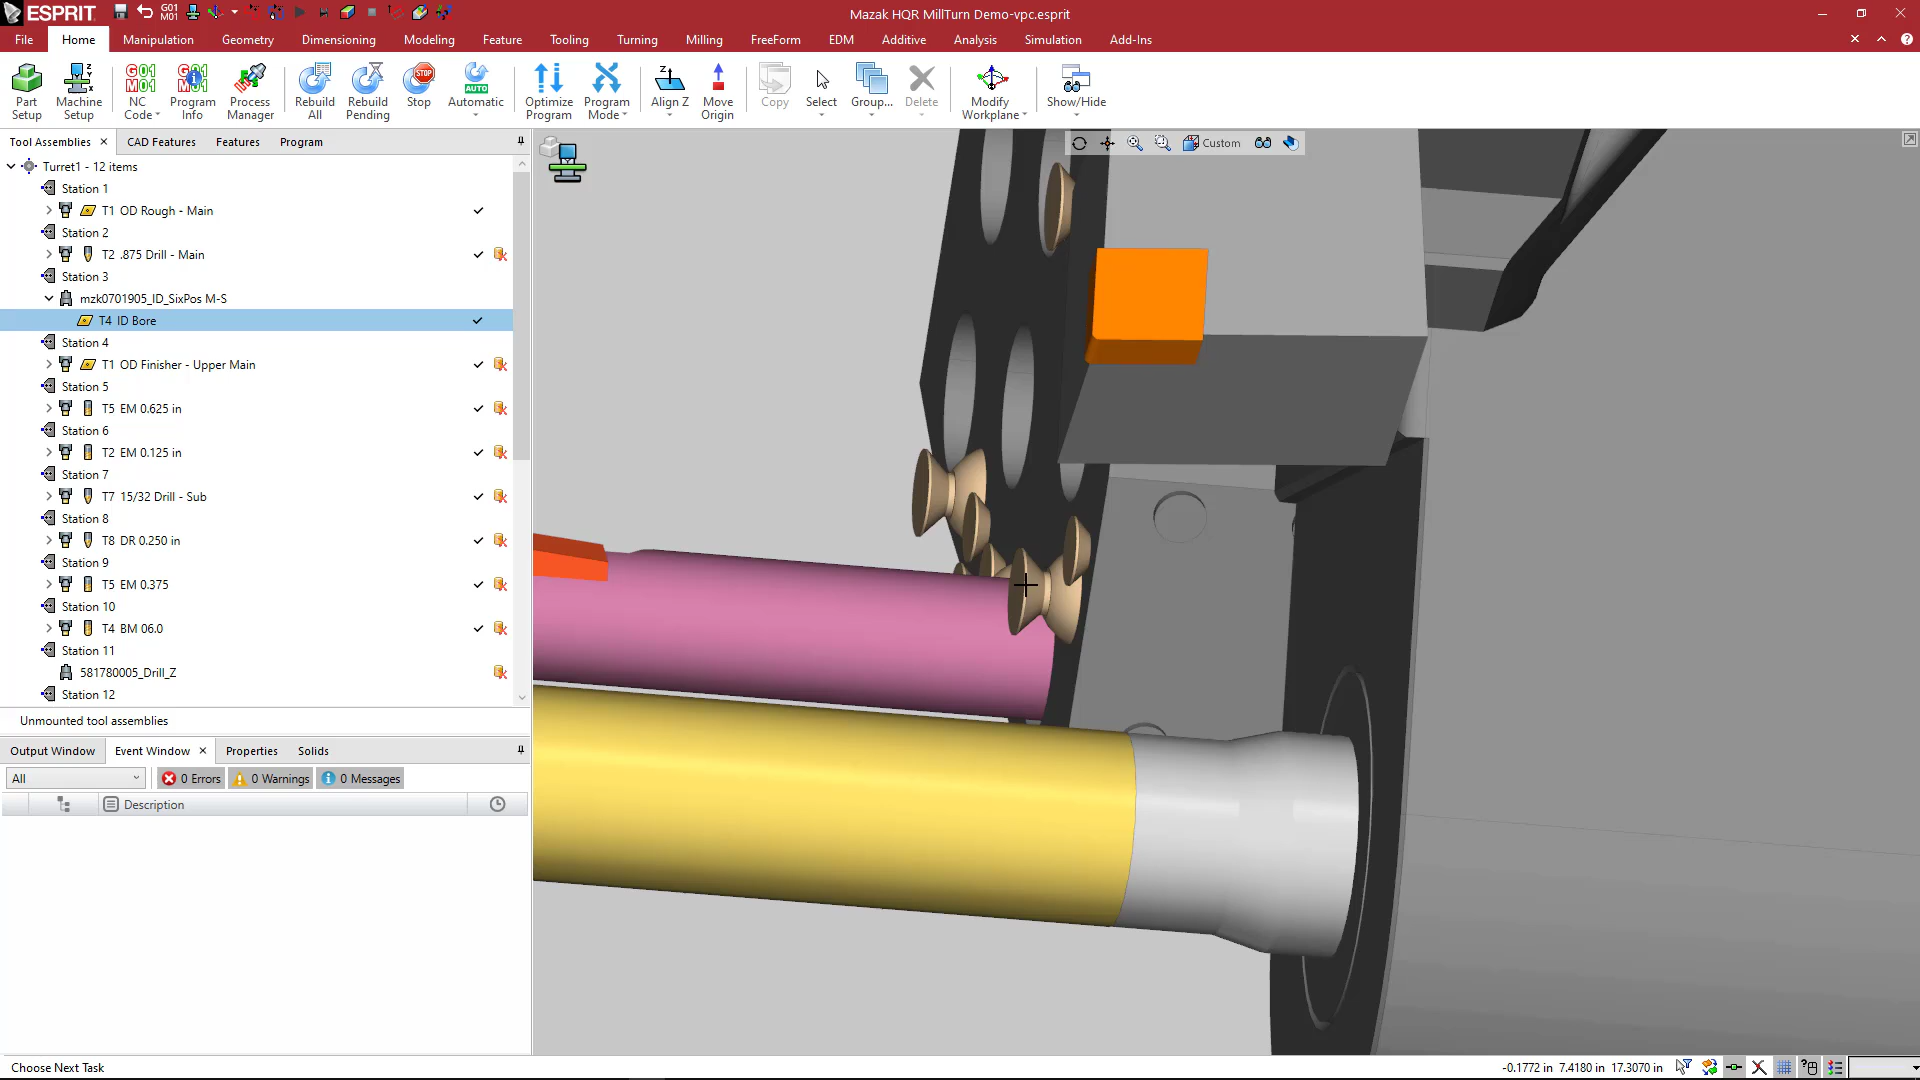 ESPRIT
G01
M01
Mazak HQR MillTurn Demo-vpc.esprit
File Home Manipulation Geometry Dimensioning Modeling Feature Tooling Turning Milling FreeForm EDM Additive Analysis Simulation Add-Ins
Part Setup
Machine Setup
G01 M01
NC Code
G01 M01
Program Info
Process Manager
Rebuild All
Rebuild Pending
STOP
Stop
AUTO
Automatic
Optimize Program
Program Mode
Z
Align Z
Move Origin
Copy
Select
Group...
Delete
Modify Workplane
Show/Hide
Tool Assemblies CAD Features Features Program
Custom
Turret1 - 12 items
Station 1
T1 OD Rough - Main
Station 2
T2 .875 Drill - Main
Station 3
mzk0701905_ID_SixPos M-S
T4 ID Bore
Station 4
T1 OD Finisher - Upper Main
Station 5
T5 EM 0.625 in
Station 6
T2 EM 0.125 in
Station 7
T7 15/32 Drill - Sub
Station 8
T8 DR 0.250 in
Station 9
T5 EM 0.375
Station 10
T4 BM 06.0
Station 11
581780005_Drill_Z
Station 12
Unmounted tool assemblies
Output Window Event Window Properties Solids
All 0 Errors 0 Warnings 0 Messages
Description
Choose Next Task
-0.1772 in 7.4180 in 17.3070 in